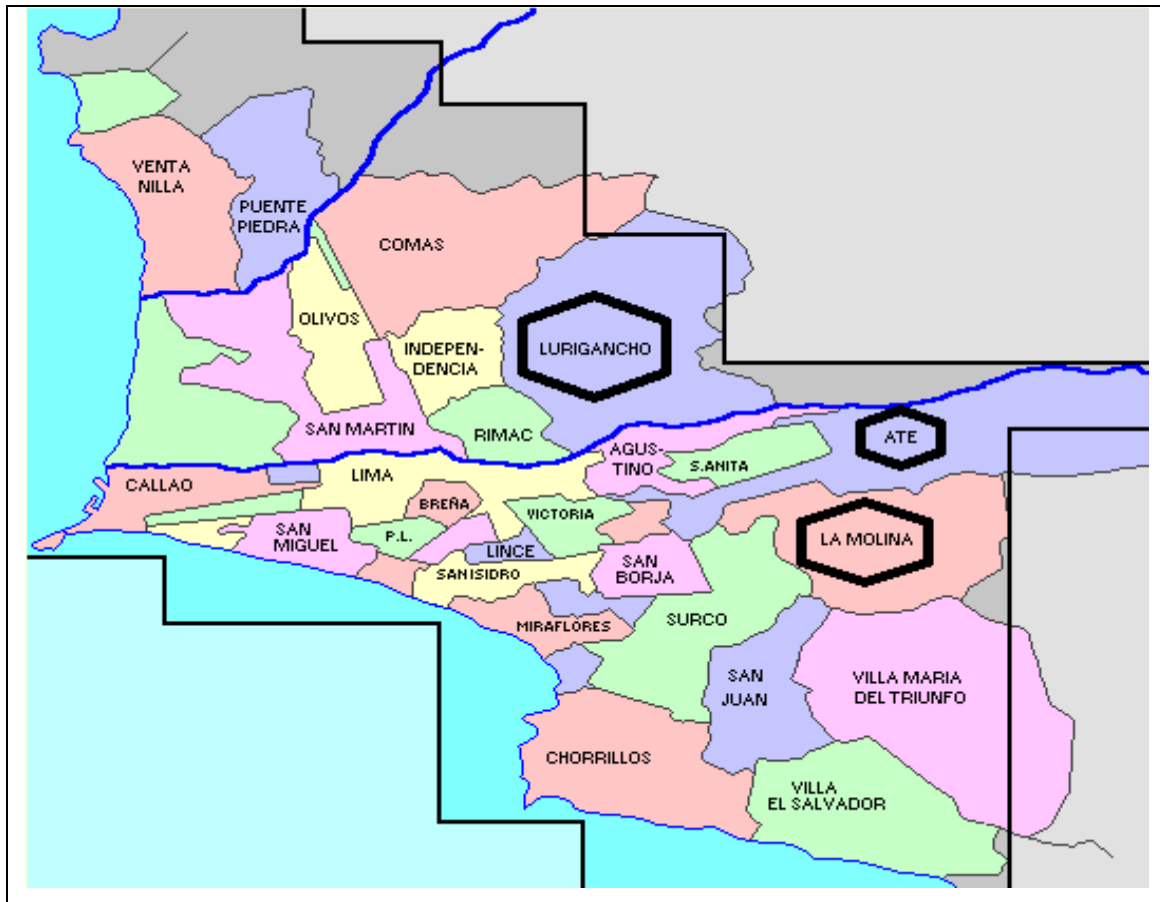 VENTA
NILLA
PUENTE
PIEDRA
COMAS
OLIVOS
INDEPEN-
DENCIA
LURIGANCHO
SAN MARTIN
RIMAC
AGUS-
TINO
S.ANITA
ATE
CALLAO
LIMA
BREÑA
VICTORIA
SAN
MIGUEL
P.L.
LINCE
LA MOLINA
SAN ISIDRO
SAN
BORJA
MIRAFLORES
SURCO
SAN
JUAN
VILLA MARIA
DEL TRIUNFO
CHORRILLOS
VILLA
EL SALVADOR